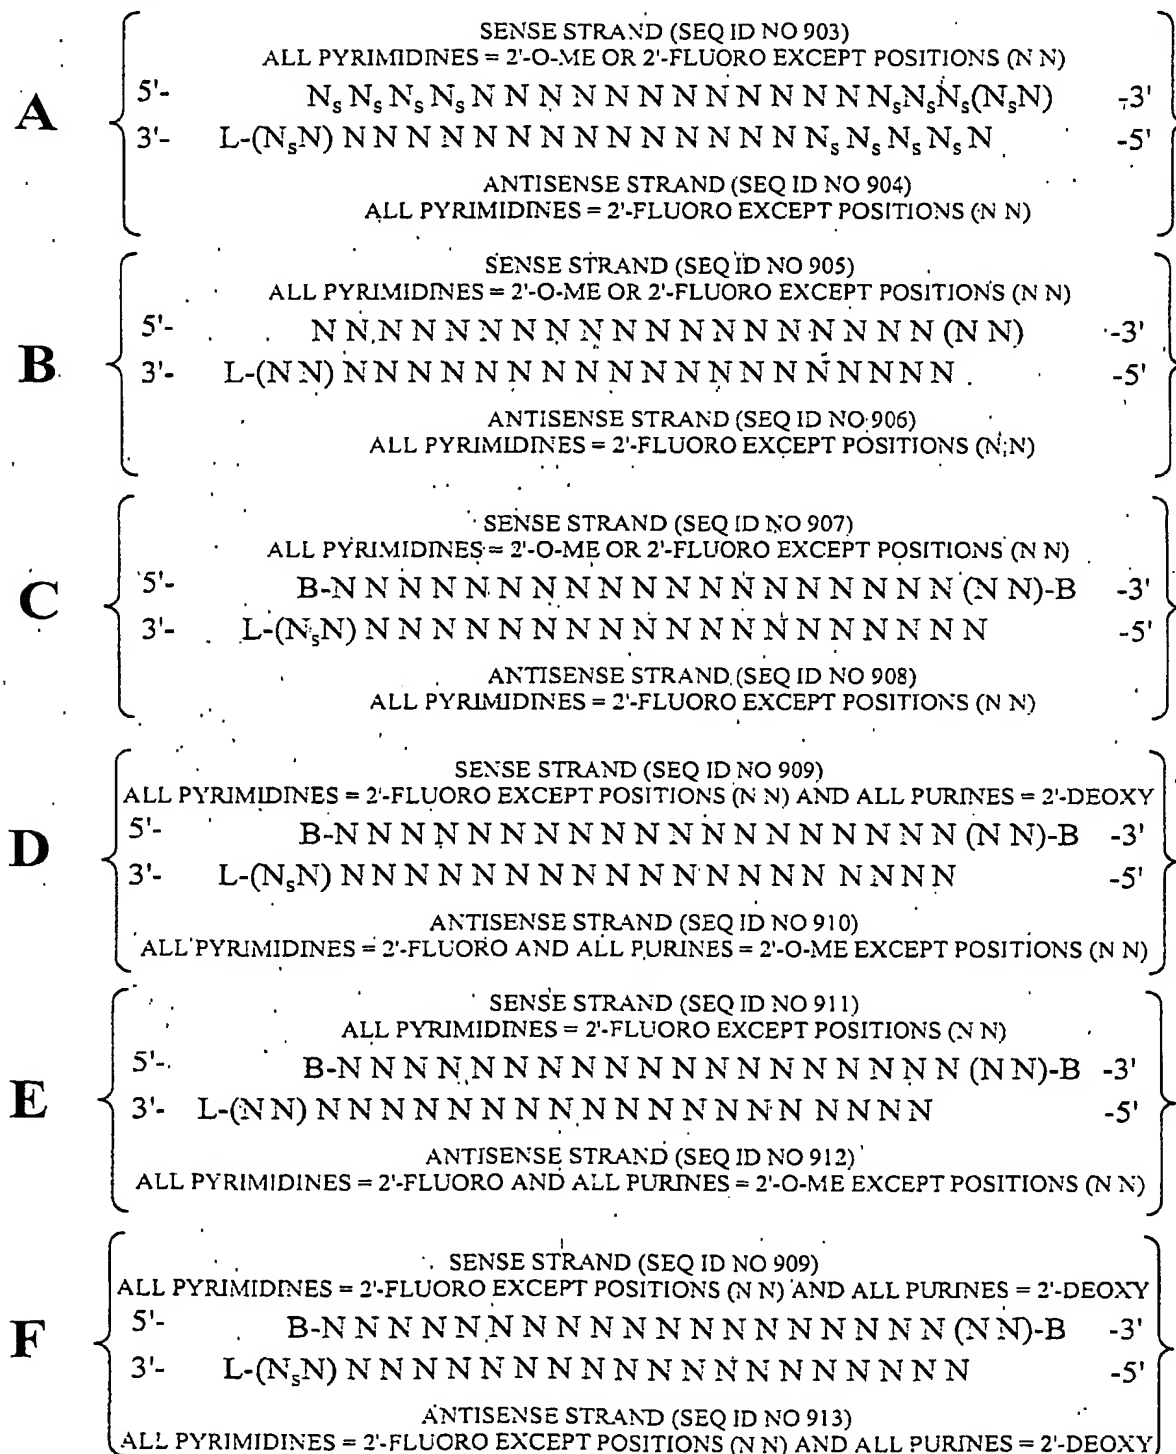 SENSE STRAND (SEQ ID NO 903)
ALL PYRIMIDINES = 2'-O-ME OR 2'-FLUORO EXCEPT POSITIONS (N N)
A
5'- NₛNₛNₛNₛN N N N N N N N N N N N NₛNₛNₛ(NₛN) -3'
3'- L-(NₛN) N N N N N N N N N N N N N N NₛNₛNₛNₛN -5'
ANTISENSE STRAND (SEQ ID NO 904)
ALL PYRIMIDINES = 2'-FLUORO EXCEPT POSITIONS (N N)
SENSE STRAND (SEQ ID NO 905)
ALL PYRIMIDINES = 2'-O-ME OR 2'-FLUORO EXCEPT POSITIONS (N N)
B
5'- N N N N N N N N N N N N N N N N N N N (N N) -3'
3'- L-(N N) N N N N N N N N N N N N N N N N N N N -5'
ANTISENSE STRAND (SEQ ID NO 906)
ALL PYRIMIDINES = 2'-FLUORO EXCEPT POSITIONS (N N)
SENSE STRAND (SEQ ID NO 907)
ALL PYRIMIDINES = 2'-O-ME OR 2'-FLUORO EXCEPT POSITIONS (N N)
C
5'- B-N N N N N N N N N N N N N N N N N N N (N N)-B -3'
3'- L-(NₛN) N N N N N N N N N N N N N N N N N N N -5'
ANTISENSE STRAND (SEQ ID NO 908)
ALL PYRIMIDINES = 2'-FLUORO EXCEPT POSITIONS (N N)
SENSE STRAND (SEQ ID NO 909)
ALL PYRIMIDINES = 2'-FLUORO EXCEPT POSITIONS (N N) AND ALL PURINES = 2'-DEOXY
D
5'- B-N N N N N N N N N N N N N N N N N N N (N N)-B -3'
3'- L-(NₛN) N N N N N N N N N N N N N N N N N N N -5'
ANTISENSE STRAND (SEQ ID NO 910)
ALL PYRIMIDINES = 2'-FLUORO AND ALL PURINES = 2'-O-ME EXCEPT POSITIONS (N N)
SENSE STRAND (SEQ ID NO 911)
ALL PYRIMIDINES = 2'-FLUORO EXCEPT POSITIONS (N N)
E
5'- B-N N N N N N N N N N N N N N N N N N N (N N)-B -3'
3'- L-(N N) N N N N N N N N N N N N N N N N N N N -5'
ANTISENSE STRAND (SEQ ID NO 912)
ALL PYRIMIDINES = 2'-FLUORO AND ALL PURINES = 2'-O-ME EXCEPT POSITIONS (N N)
SENSE STRAND (SEQ ID NO 909)
ALL PYRIMIDINES = 2'-FLUORO EXCEPT POSITIONS (N N) AND ALL PURINES = 2'-DEOXY
F
5'- B-N N N N N N N N N N N N N N N N N N N (N N)-B -3'
3'- L-(NₛN) N N N N N N N N N N N N N N N N N N N -5'
ANTISENSE STRAND (SEQ ID NO 913)
ALL PYRIMIDINES = 2'-FLUORO EXCEPT POSITIONS (N N) AND ALL PURINES = 2'-DEOXY